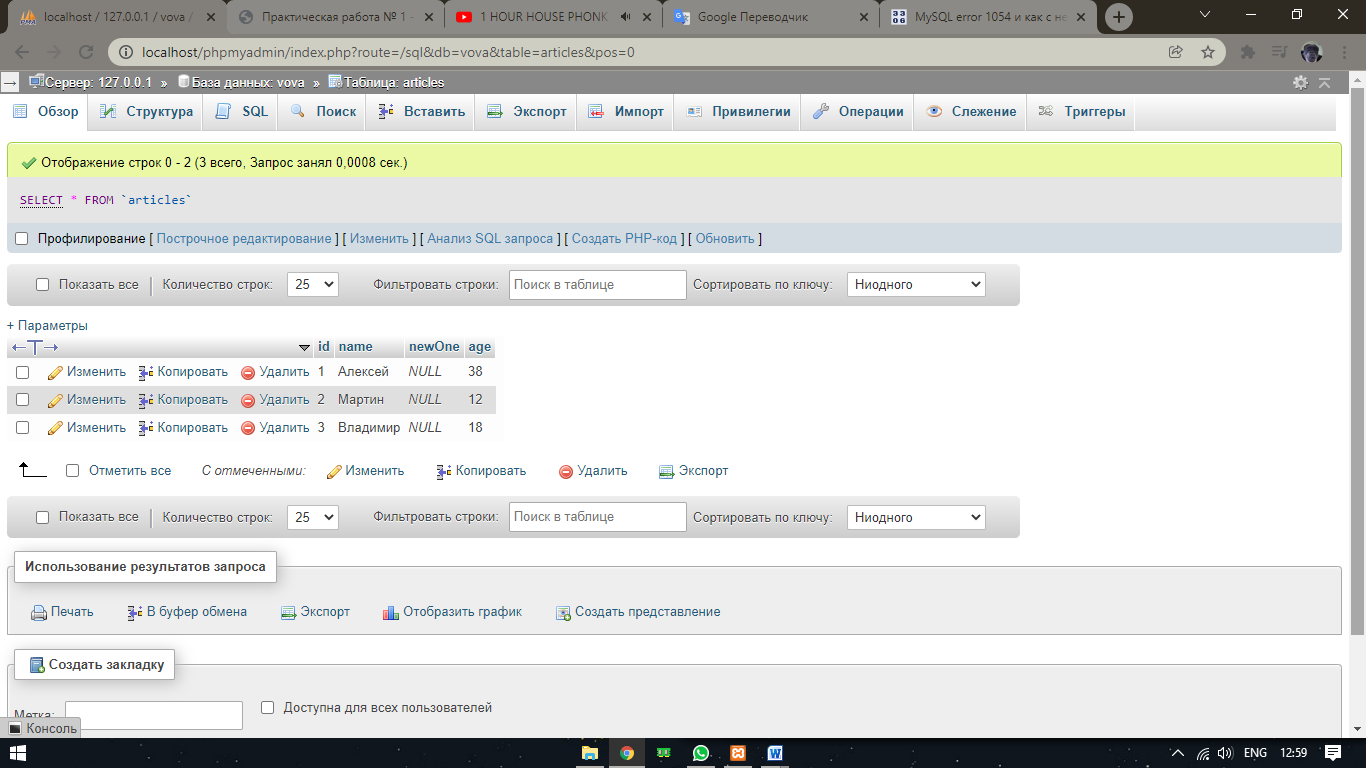 localhost / 127.0.0.1 / vova /
Практическая работа № 1 -
1 HOUR HOUSE PHONK
Google Переводчик
MySQL error 1054 и как с не
localhost/phpmyadmin/index.php?route=/sql&db=vova&table=articles&pos=0
Сервер: 127.0.0.1 » База данных: vova » Таблица: articles
Обзор Структура SQL Поиск Вставить Экспорт Импорт Привилегии Операции Слежение Триггеры
Отображение строк 0 - 2 (3 всего, Запрос занял 0,0008 сек.)
SELECT * FROM `articles`
Профилирование [ Построчное редактирование ] [ Изменить ] [ Анализ SQL запроса ] [ Создать PHP-код ] [ Обновить ]
Показать все Количество строк: 25 Фильтровать строки: Поиск в таблице Сортировать по ключу: Ниодного
+ Параметры
←T→ id name newOne age
Изменить Копировать Удалить 1 Алексей NULL 38
Изменить Копировать Удалить 2 Мартин NULL 12
Изменить Копировать Удалить 3 Владимир NULL 18
Отметить все С отмеченными: Изменить Копировать Удалить Экспорт
Показать все Количество строк: 25 Фильтровать строки: Поиск в таблице Сортировать по ключу: Ниодного
Использование результатов запроса
Печать В буфер обмена Экспорт Отобразить график Создать представление
Создать закладку
Метка: Доступна для всех пользователей
Консоль
ENG 12:59